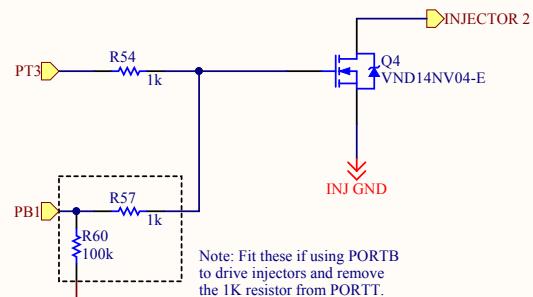 INJECTOR 2
R54
PT3
1k
Q4
VND14NV04-E
INJ GND
R57
PB1
1k
R60
100k
Note: Fit these if using PORTB
to drive injectors and remove
the 1K resistor from PORTT.